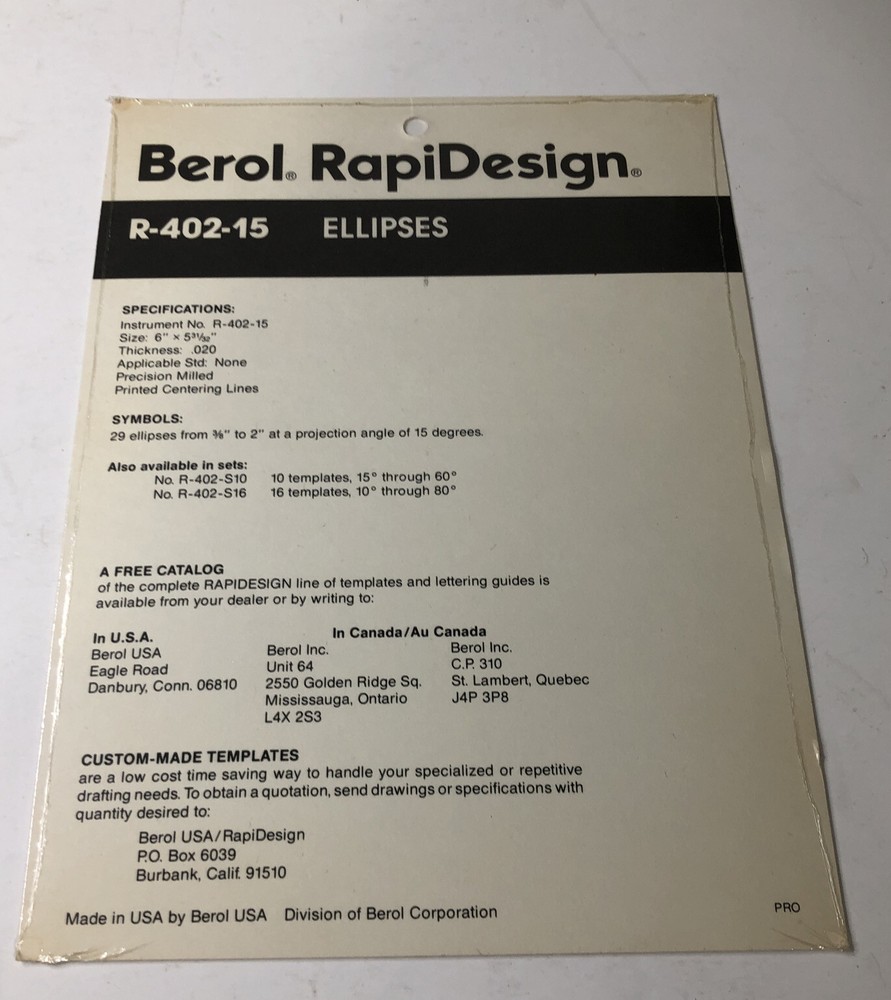 Berol® RapiDesign®
R-402-15 ELLIPSES
SPECIFICATIONS:
Instrument No. R-402-15
Size: 6" × 5³¹⁄₃₂"
Thickness: .020
Applicable Std: None
Precision Milled
Printed Centering Lines
SYMBOLS:
29 ellipses from ⅜" to 2" at a projection angle of 15 degrees.
Also available in sets:
No. R-402-S10 10 templates, 15° through 60°
No. R-402-S16 16 templates, 10° through 80°
A FREE CATALOG
of the complete RAPIDESIGN line of templates and lettering guides is
available from your dealer or by writing to:
In U.S.A.
Berol USA
Eagle Road
Danbury, Conn. 06810
In Canada/Au Canada
Berol Inc.
Unit 64
2550 Golden Ridge Sq.
Mississauga, Ontario
L4X 2S3
Berol Inc.
C.P. 310
St. Lambert, Quebec
J4P 3P8
CUSTOM-MADE TEMPLATES
are a low cost time saving way to handle your specialized or repetitive
drafting needs. To obtain a quotation, send drawings or specifications with
quantity desired to:
Berol USA/RapiDesign
P.O. Box 6039
Burbank, Calif. 91510
Made in USA by Berol USA Division of Berol Corporation
PRO